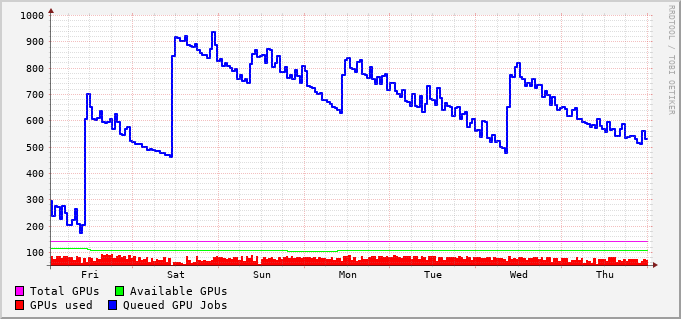 1000
900
800
700
600
500
400
300
200
100
Fri Sat Sun Mon Tue Wed Thu
Total GPUs Available GPUs
GPUs used Queued GPU Jobs
RRDTOOL / TOBI OETIKER